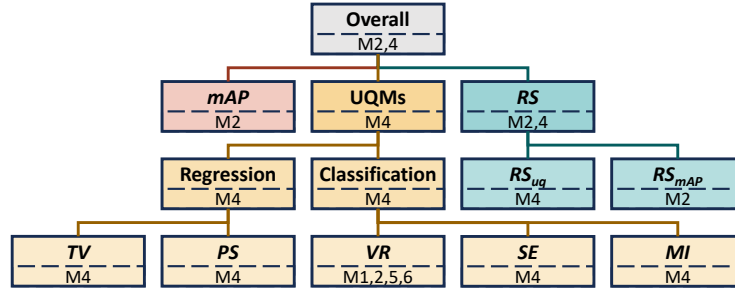 Overall
M2,4
mAP
UQMs
RS
M2
M4
M2,4
Regression
Classification
RSuq
RSmAP
M4
M4
M4
M2
TV
PS
VR
SE
MI
M4
M4
M1,2,5,6
M4
M4